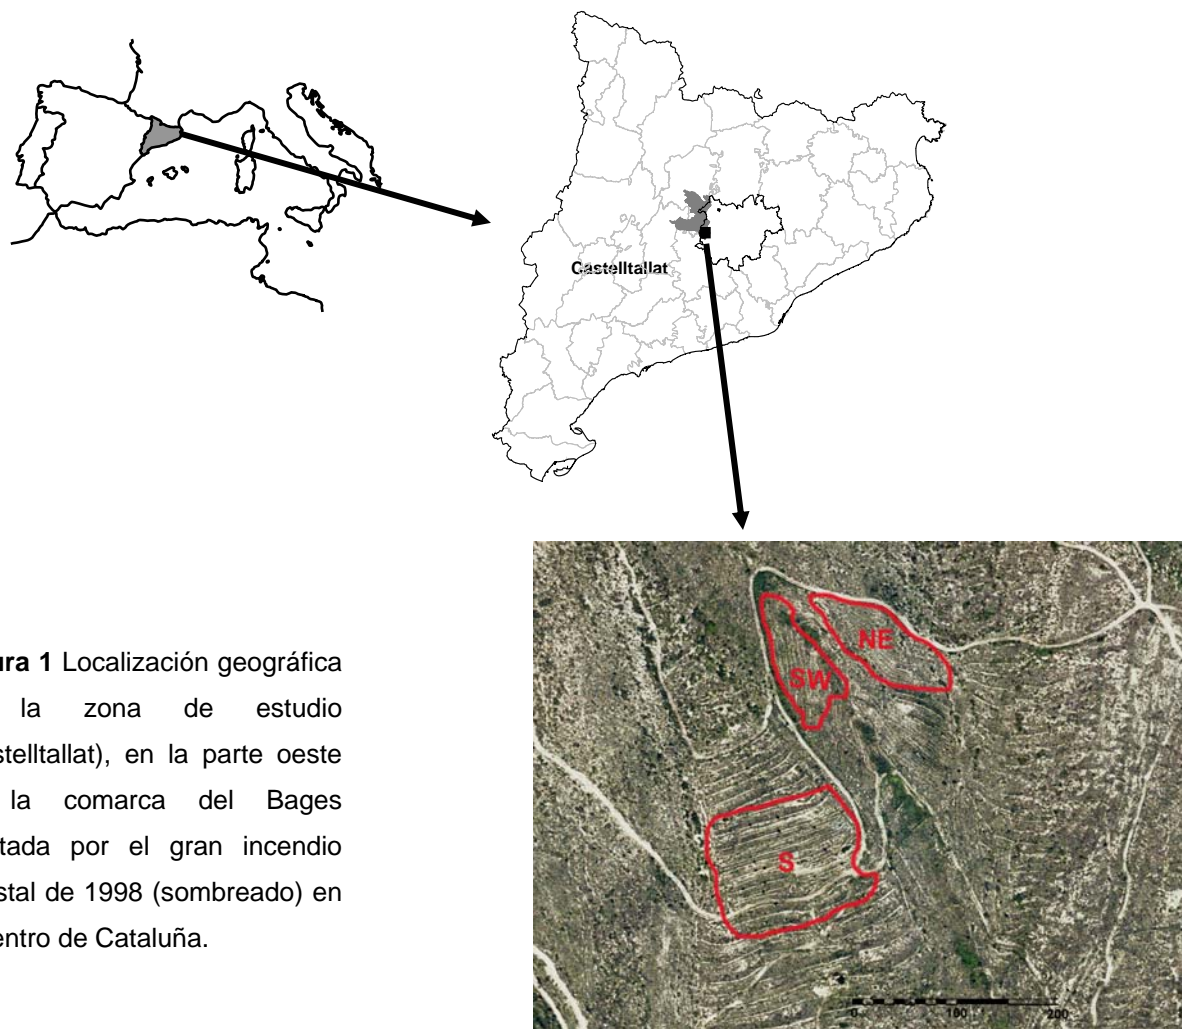 Castelltallat
NE
SW
S
0 100 200
ura 1 Localización geográfica
la zona de estudio
stelltallat), en la parte oeste
la comarca del Bages
tada por el gran incendio
stal de 1998 (sombreado) en
entro de Cataluña.